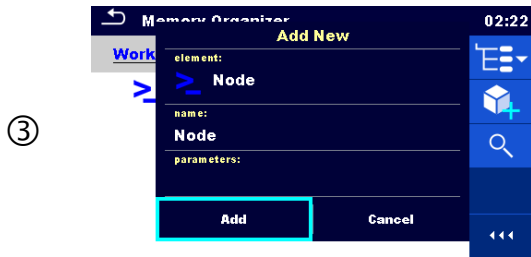 ③
Memory Organizer
02:22
Work
Add New
element:
>_ Node
name:
Node
parameters:
Add
Cancel